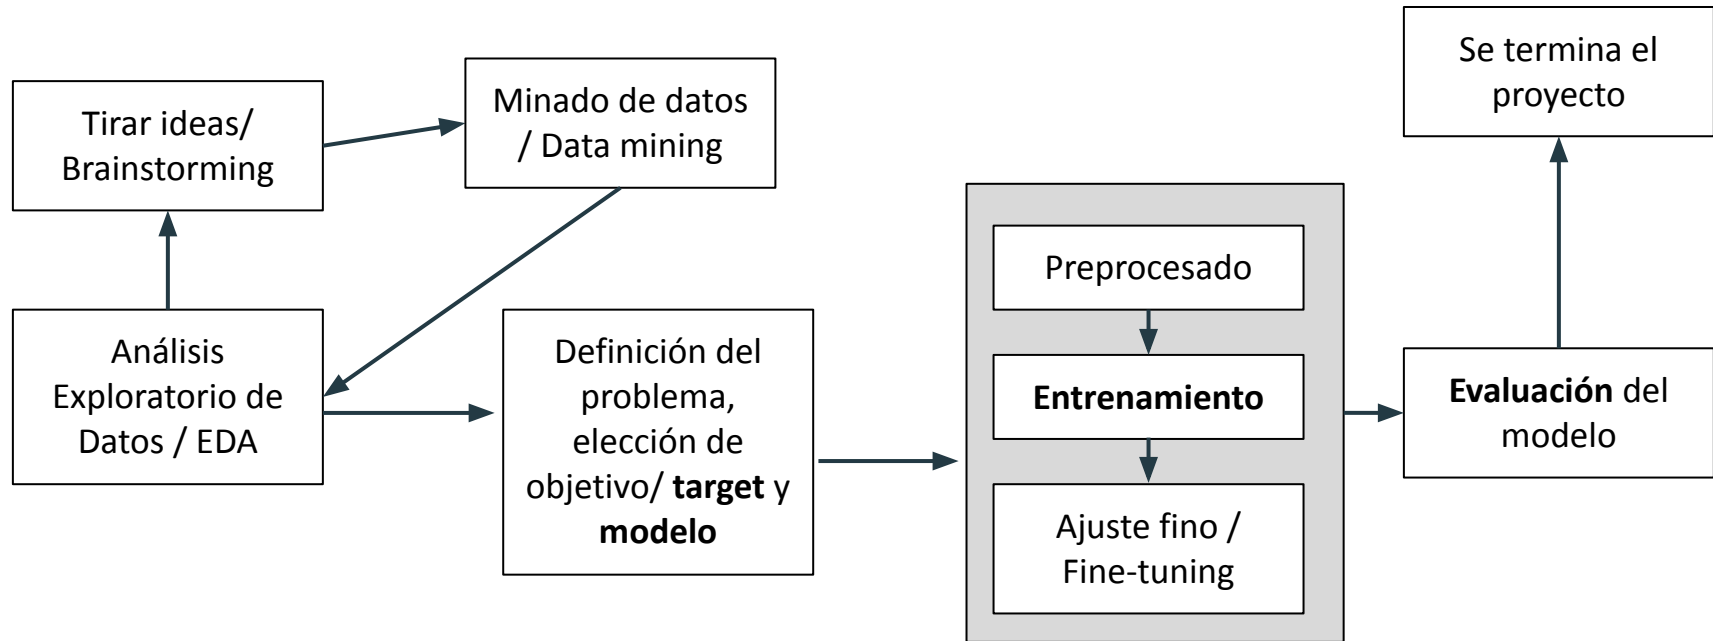 Tirar ideas/
Brainstorming
Minado de datos
/ Data mining
Análisis
Exploratorio de
Datos / EDA
Definición del
problema,
elección de
objetivo/ target y
modelo
Preprocesado
Entrenamiento
Ajuste fino /
Fine-tuning
Evaluación del
modelo
Se termina el
proyecto